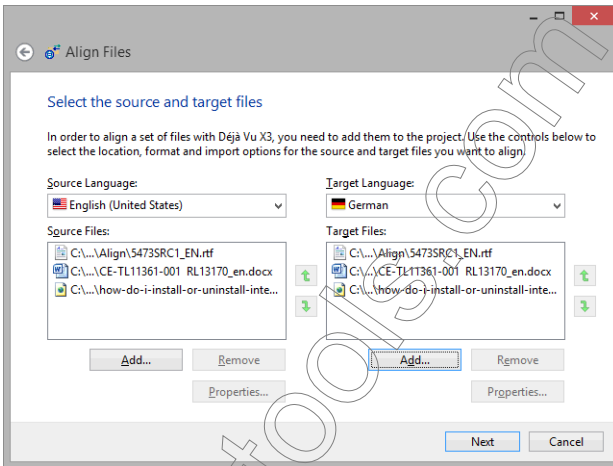 Align Files
Select the source and target files
In order to align a set of files with Déjà Vu X3, you need to add them to the project. Use the controls below to
select the location, format and import options for the source and target files you want to align.
Source Language:
Target Language:
English (United States)
German
Source Files:
Target Files:
C:\...\Align\5473SRC1_EN.rtf
C:\...\CE-TL11361-001 RL13170_en.docx
C:\...\how-do-i-install-or-uninstall-inte...
C:\...\Align\5473SRC1_EN.rtf
C:\...\CE-TL11361-001 RL13170_en.docx
C:\...\how-do-i-install-or-uninstall-inte...
Add...
Remove
Add...
Remove
Properties...
Properties...
Next
Cancel
tools.com